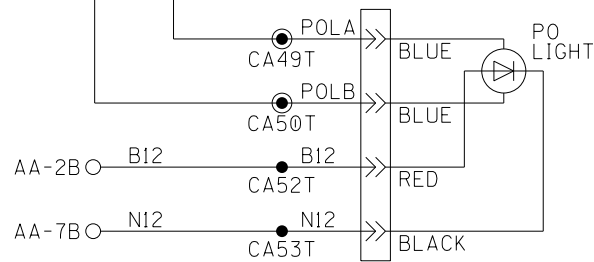 POLA
PO
LIGHT
CA49T
BLUE
POLB
CA50T
BLUE
AA-2B
B12
B12
CA52T
RED
AA-7B
N12
N12
CA53T
BLACK